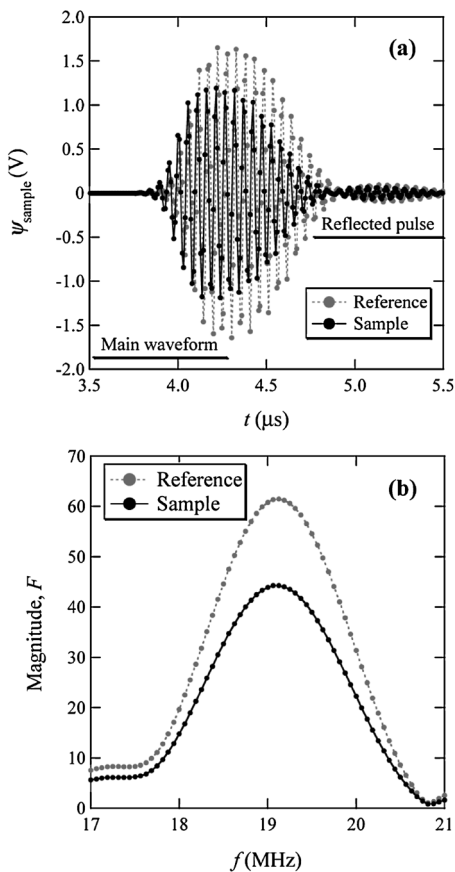 (a)
2.0
1.5
1.0
0.5
0
-0.5
-1.0
-1.5
-2.0
ψsample (V)
Reflected pulse
Reference
Sample
Main waveform
3.5 4.0 4.5 5.0 5.5
t (μs)
(b)
Reference
Sample
70
60
50
40
30
20
10
0
Magnitude, F
17 18 19 20 21
f (MHz)